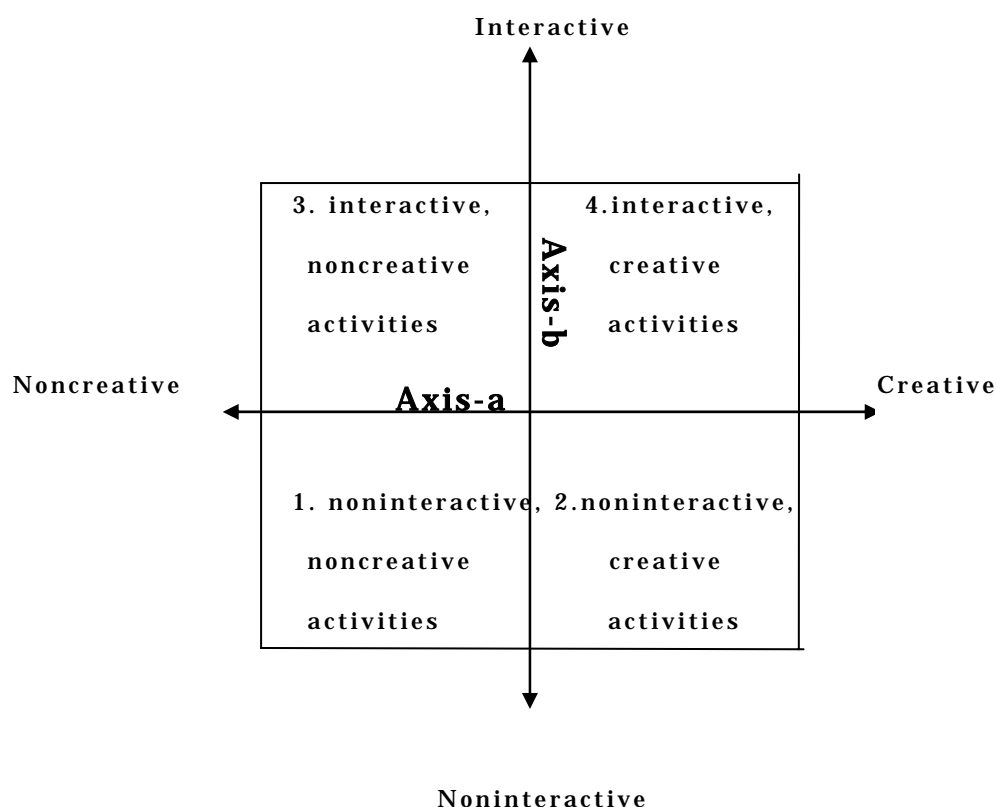 Interactive
3. interactive,
noncreative
activities
4.interactive,
creative
activities
Axis-b
Noncreative
Axis-a
Creative
1. noninteractive,
noncreative
activities
2.noninteractive,
creative
activities
Noninteractive